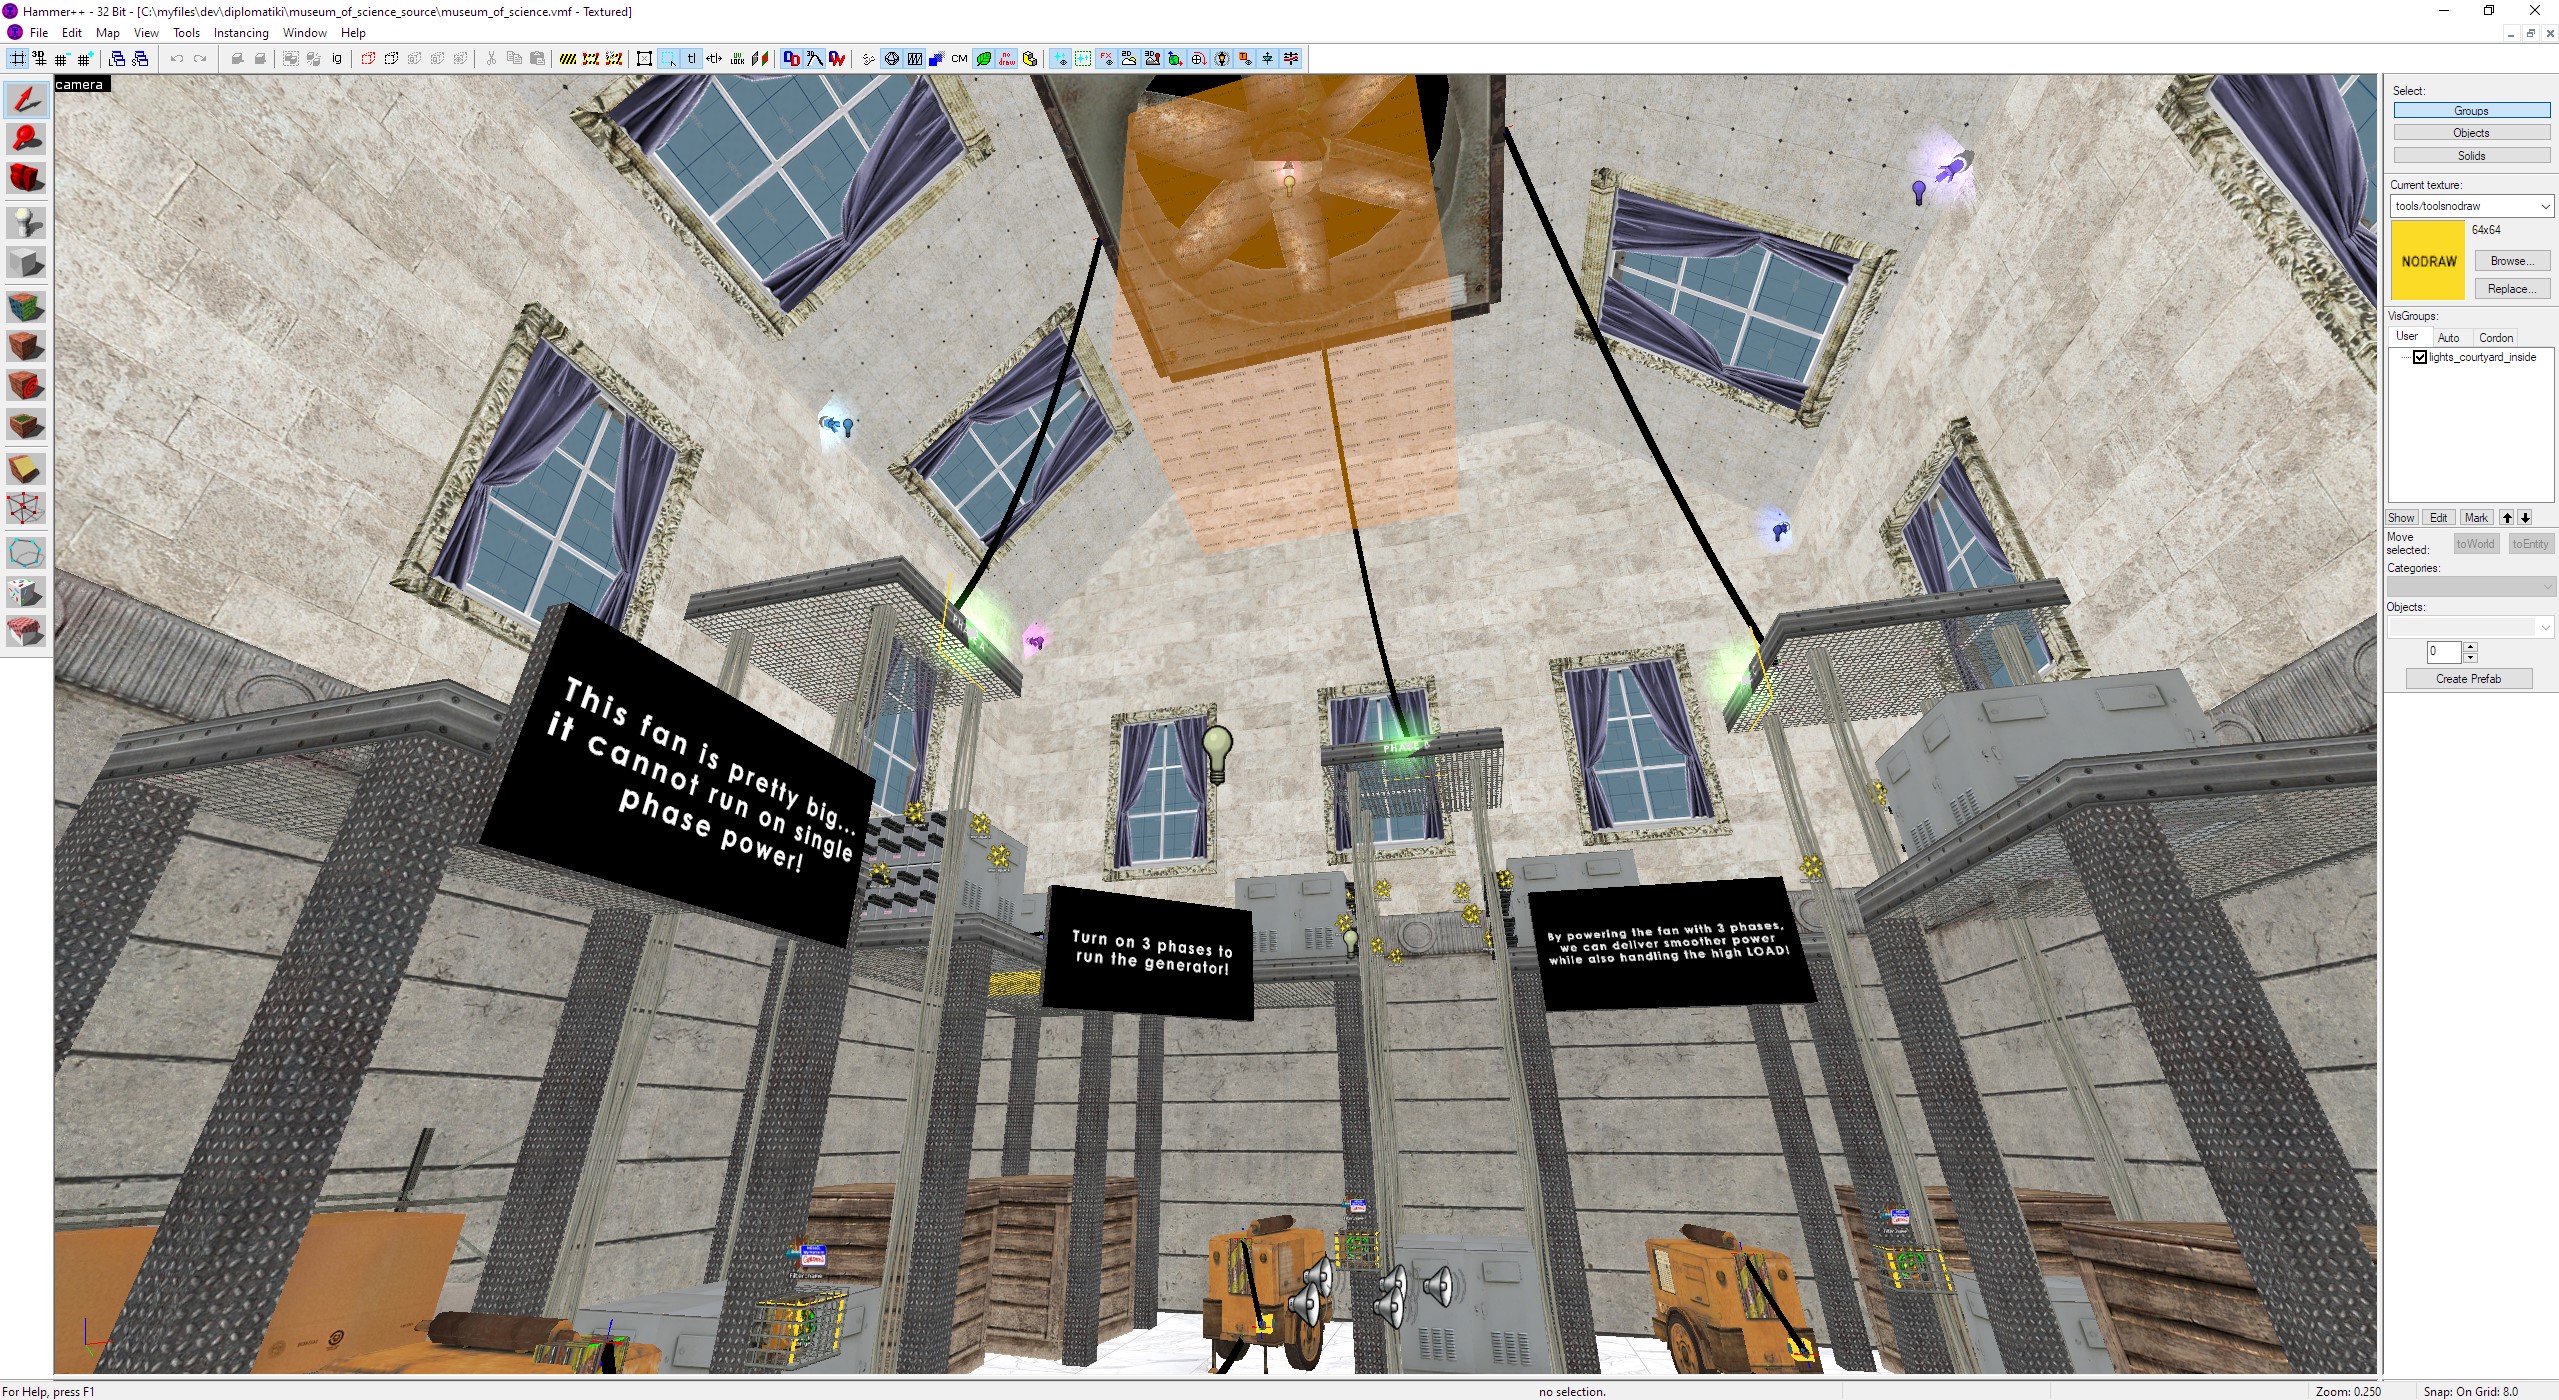 Hammer++ - 32 Bit - [C:\myfiles\dev\diplomatiki\museum_of_science_source\museum_of_science.vmf - Textured]
File Edit Map View Tools Instancing Window Help
camera
This fan is pretty big...
it cannot run on single
phase power!
Turn on 3 phases to
run the generator!
By powering the fan with 3 phases,
we can deliver smoother power
while also handling the high LOAD!
Select:
Groups
Objects
Solids
Current texture:
tools/toolsnodraw
NODRAW
64x64
Browse...
Replace...
VisGroups:
User Auto Cordon
lights_courtyard_inside
Show Edit Mark
Move
selected:
toWorld toEntity
Categories:
Objects:
0
Create Prefab
For Help, press F1
no selection.
Zoom: 0.250
Snap: On Grid: 8.0